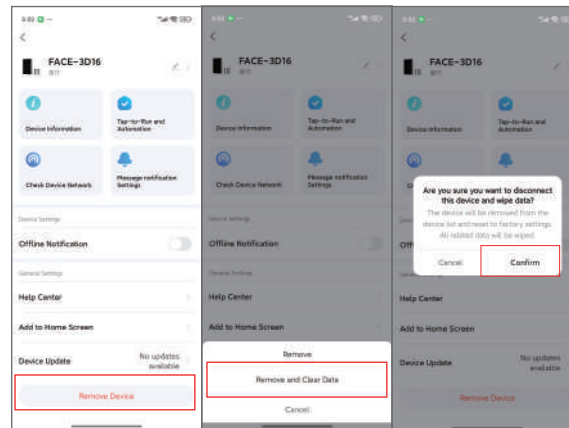 FACE-3D16
Device Information
Tap-to-Run and
Automation
Check Device Network
Message notification
Settings
Device Settings
Offline Notification
General Settings
Help Center
Add to Home Screen
Device Update
No updates
available
Remove Device
FACE-3D16
Device Information
Tap-to-Run and
Automation
Check Device Network
Message notification
Settings
Device Settings
Offline Notification
General Settings
Help Center
Add to Home Screen
Remove
Remove and Clear Data
Cancel
FACE-3D16
Device Information
Tap-to-Run and
Automation
Are you sure you want to disconnect
this device and wipe data?
The device will be removed from the
device list and reset to factory settings.
All related data will be wiped.
Cancel
Confirm
Help Center
Add to Home Screen
Device Update
No updates
available
Remove Device